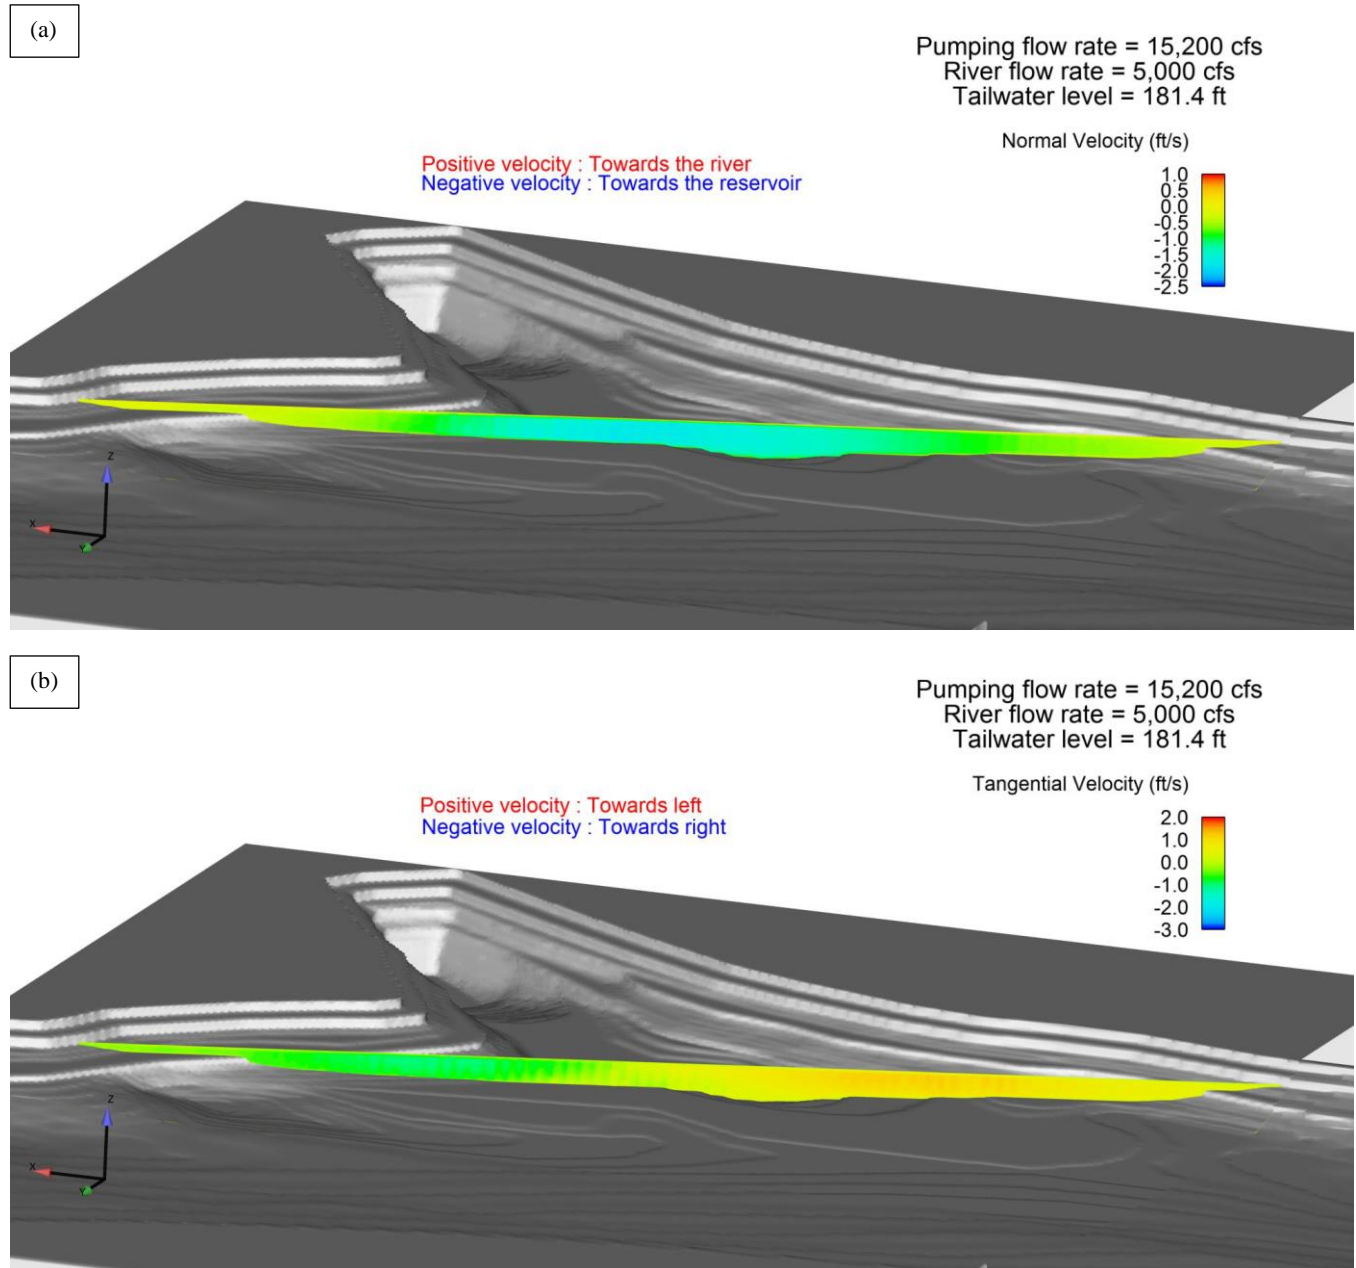 (a)
Pumping flow rate = 15,200 cfs
River flow rate = 5,000 cfs
Tailwater level = 181.4 ft
Normal Velocity (ft/s)
Positive velocity : Towards the river
Negative velocity : Towards the reservoir
1.0
0.5
0.0
-0.5
-1.0
-1.5
-2.0
-2.5
z
x
Y
(b)
Pumping flow rate = 15,200 cfs
River flow rate = 5,000 cfs
Tailwater level = 181.4 ft
Tangential Velocity (ft/s)
Positive velocity : Towards left
Negative velocity : Towards right
2.0
1.0
0.0
-1.0
-2.0
-3.0
z
x
Y